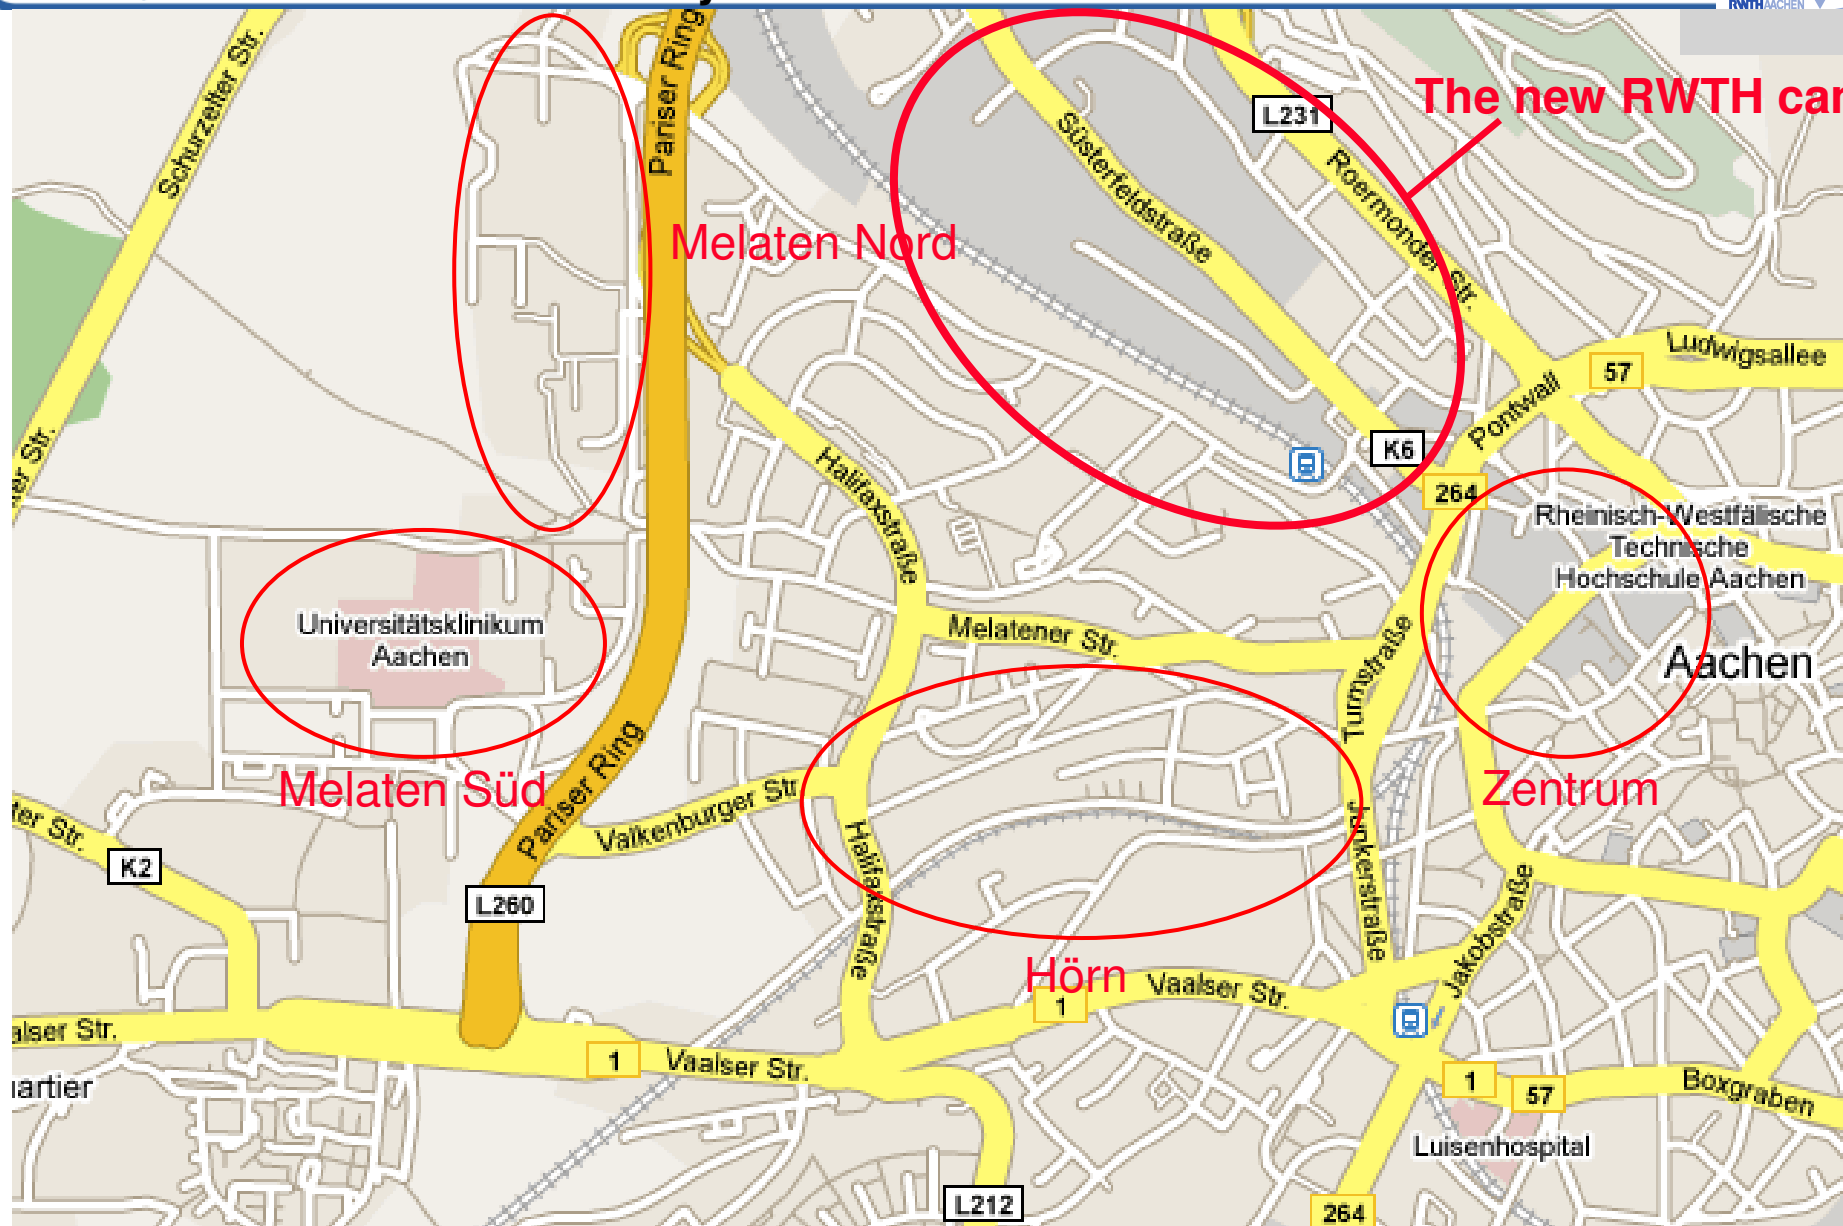 RWTHAACHEN
Schurzelter Str.
Pariser Ring
L231
The new RWTH
Süsterfeldstraße
Roermonder Str.
Melaten Nord
Ludwigsallee
57
Pontwall
K6
264
Halifaxstraße
Rheinisch-Westfälische
Technische
Hochschule Aachen
Universitätsklinikum
Aachen
Melatener Str.
Turmstraße
Aachen
Melaten Süd
Pariser Ring
Valkenburger Str.
Zentrum
ter Str.
K2
L260
Halifaxstraße
Junkerstraße
Jakobstraße
Hörn
1
Vaalser Str.
alser Str.
1
Vaalser Str.
1
57
Boxgraben
artier
Luisenhospital
L212
264